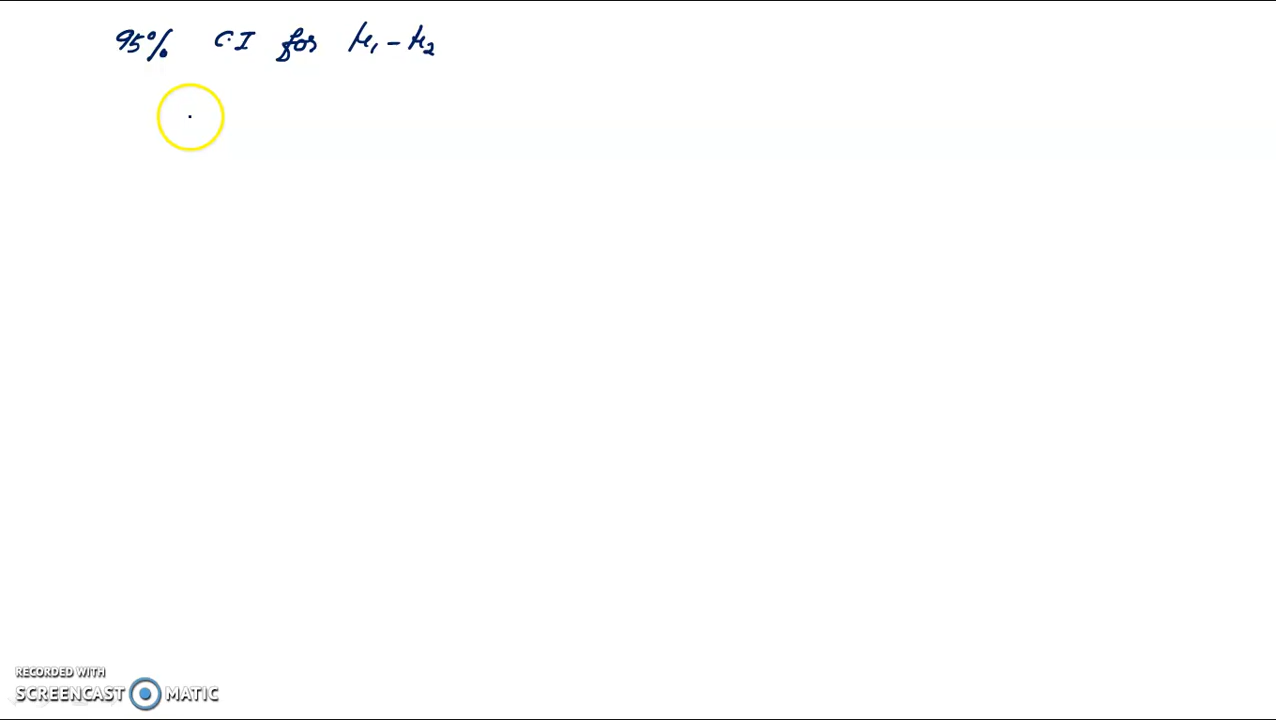 95% C.I for μ₁ - μ₂
RECORDED WITH
SCREENCAST MATIC